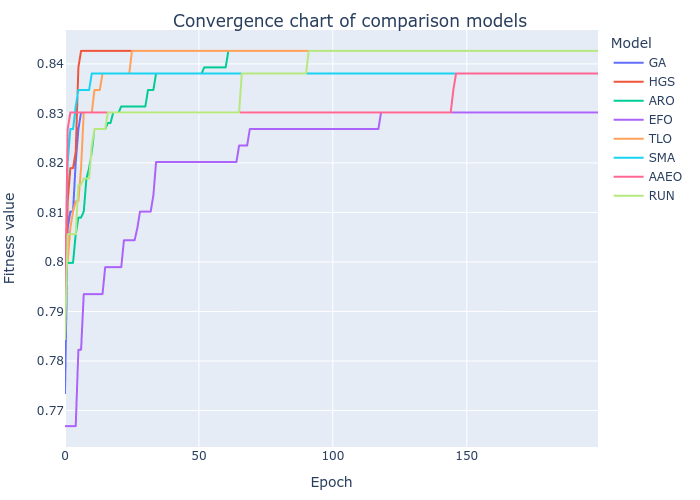 Convergence chart of comparison models
Model
GA
HGS
ARO
EFO
TLO
SMA
AAEO
RUN
Fitness value
0.84
0.83
0.82
0.81
0.8
0.79
0.78
0.77
0
50
100
150
Epoch